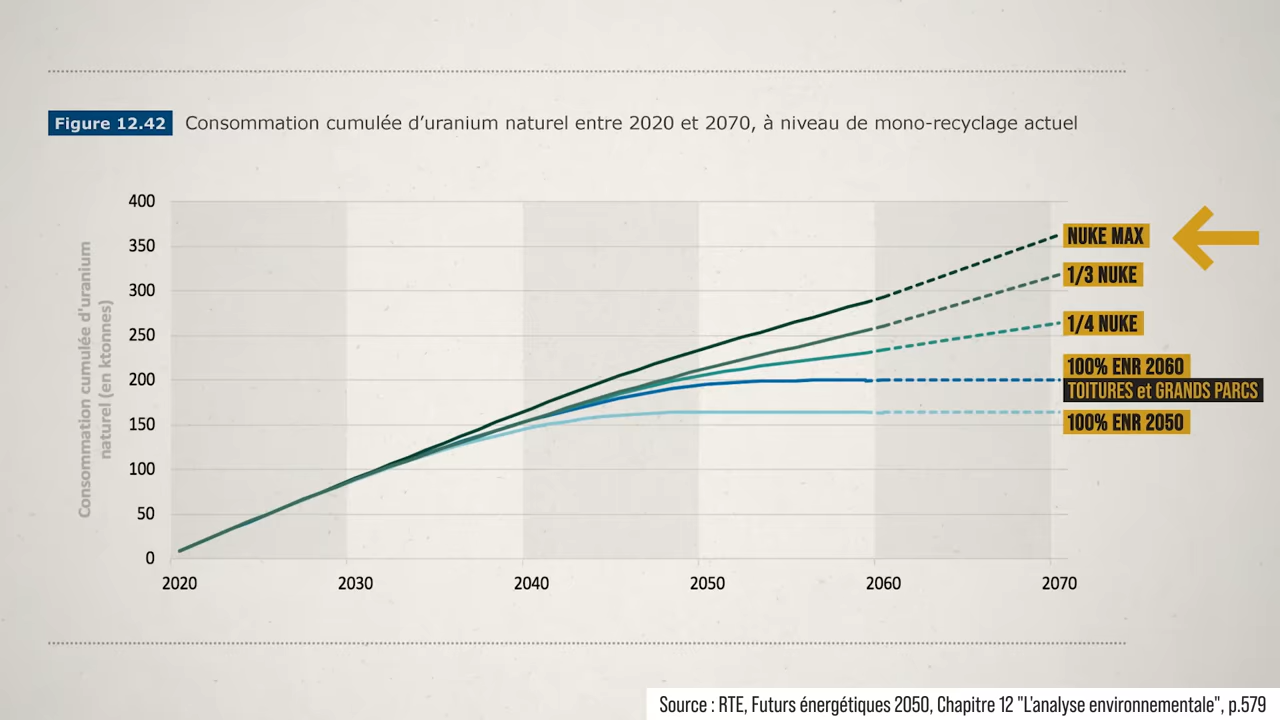 Figure 12.42 Consommation cumulée d’uranium naturel entre 2020 et 2070, à niveau de mono-recyclage actuel
Consommation cumulée d'uranium
naturel (en ktonnes)
400
350
300
250
200
150
100
50
0
2020 2030 2040 2050 2060 2070
NUKE MAX
1/3 NUKE
1/4 NUKE
100% ENR 2060
TOITURES et GRANDS PARCS
100% ENR 2050
Source : RTE, Futurs énergétiques 2050, Chapitre 12 "L'analyse environnementale", p.579